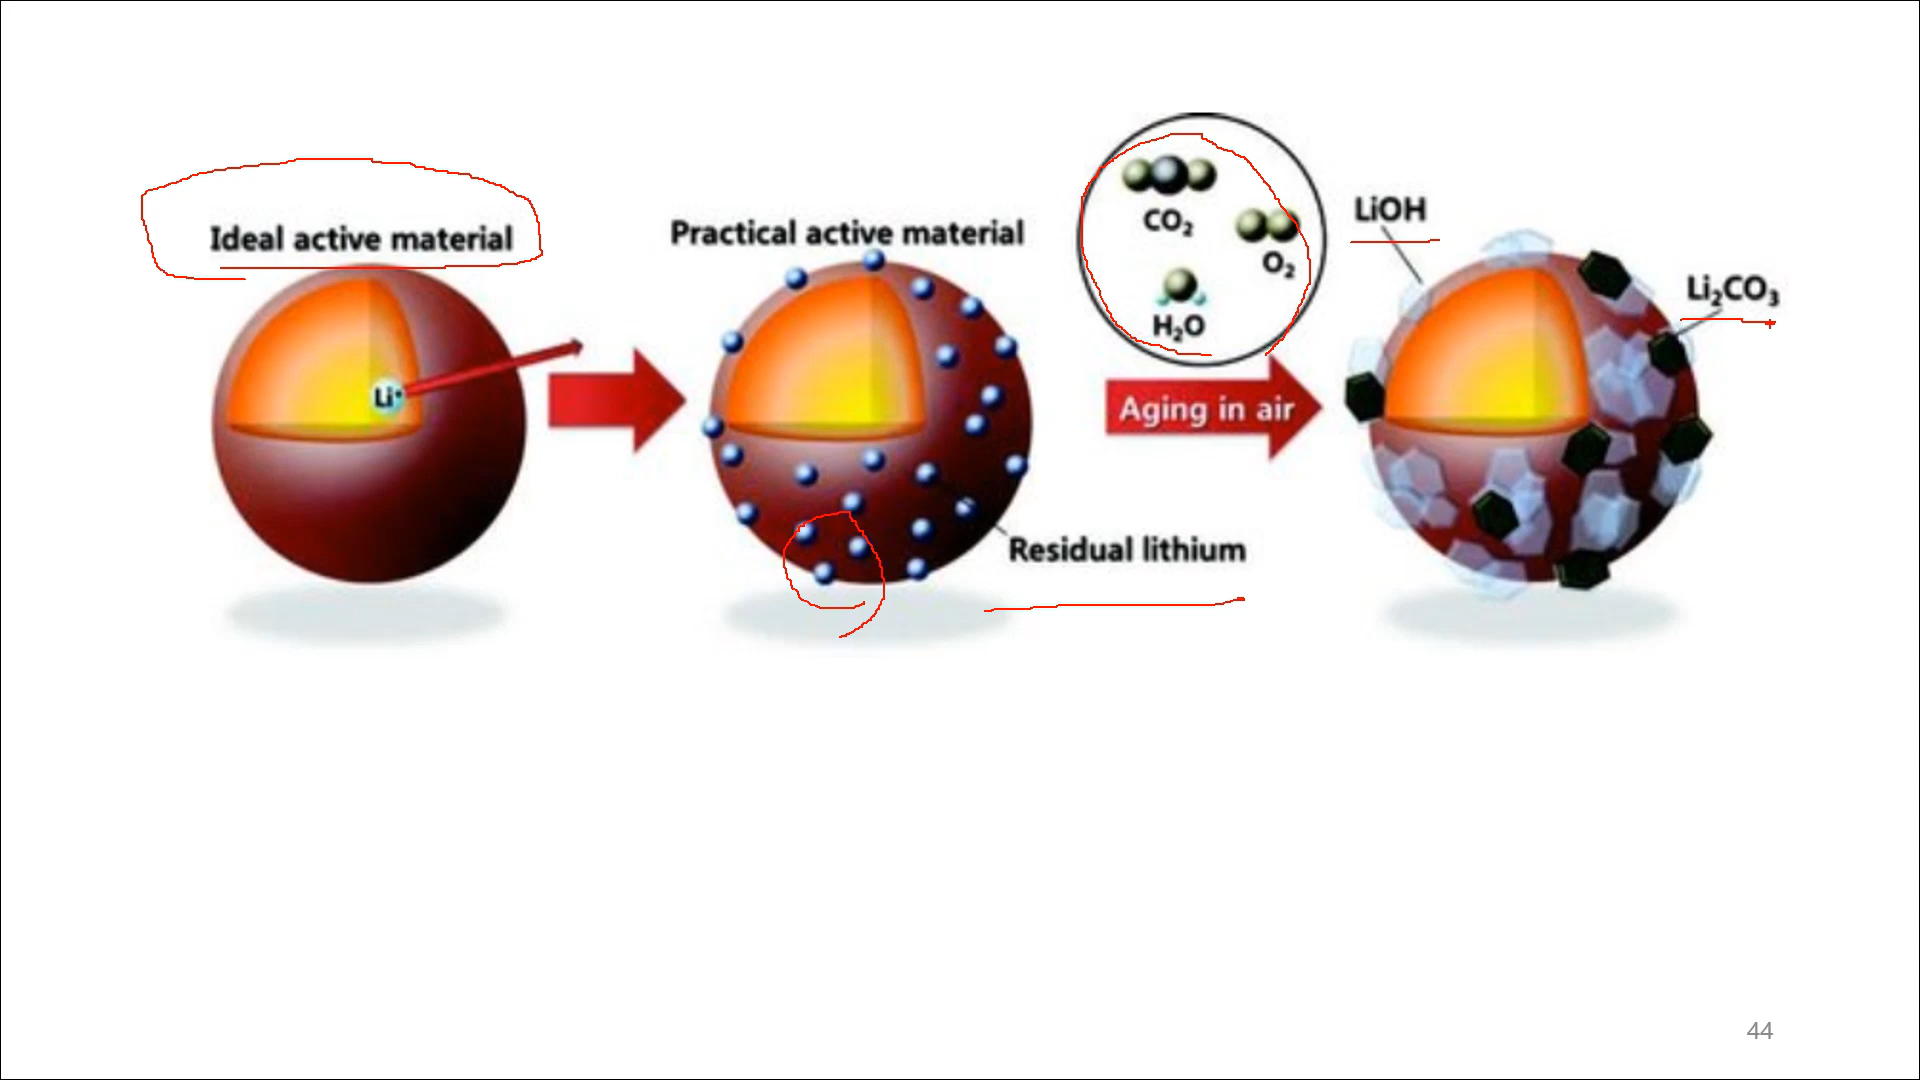 Ideal active material
Li⁺
Practical active material
Residual lithium
CO₂
O₂
H₂O
Aging in air
LiOH
Li₂CO₃
44